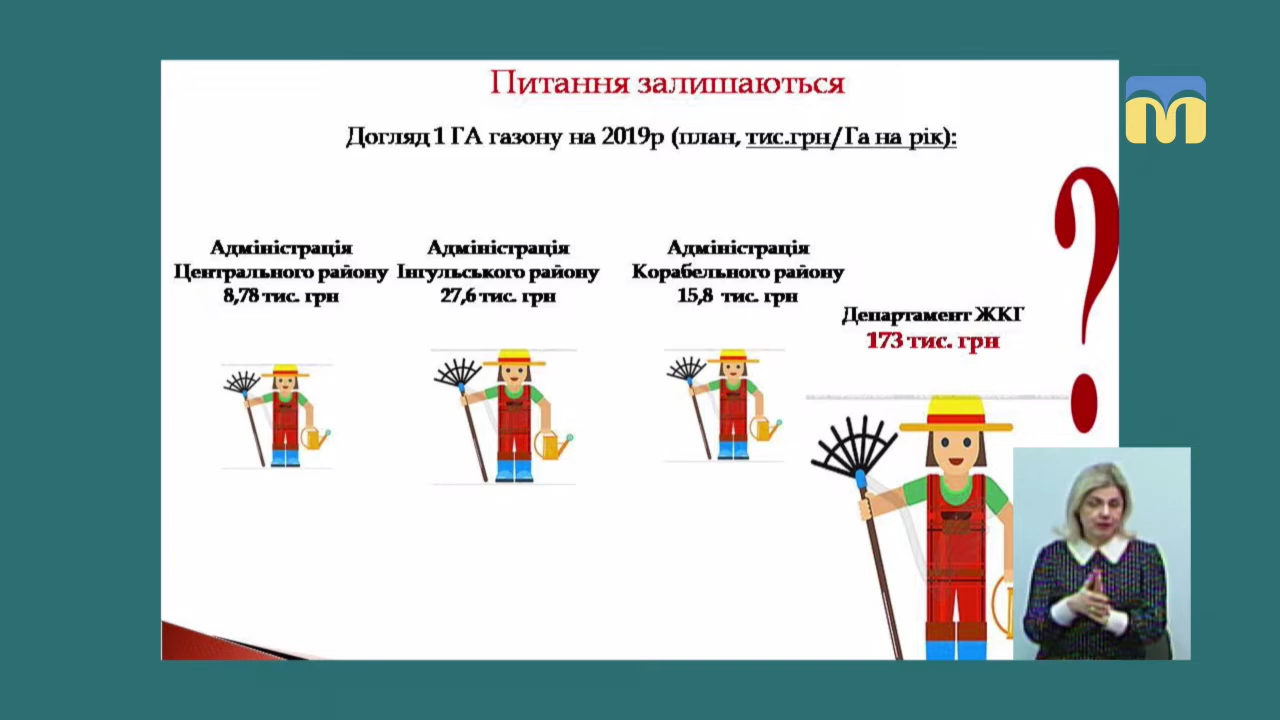 Питання залишаються
Догляд 1 ГА газону на 2019р (план, тис.грн/Га на рік):
Адміністрація
Центрального району
8,78 тис. грн
Адміністрація
Інгульського району
27,6 тис. грн
Адміністрація
Корабельного району
15,8 тис. грн
Департамент ЖКГ
173 тис. грн
?
М